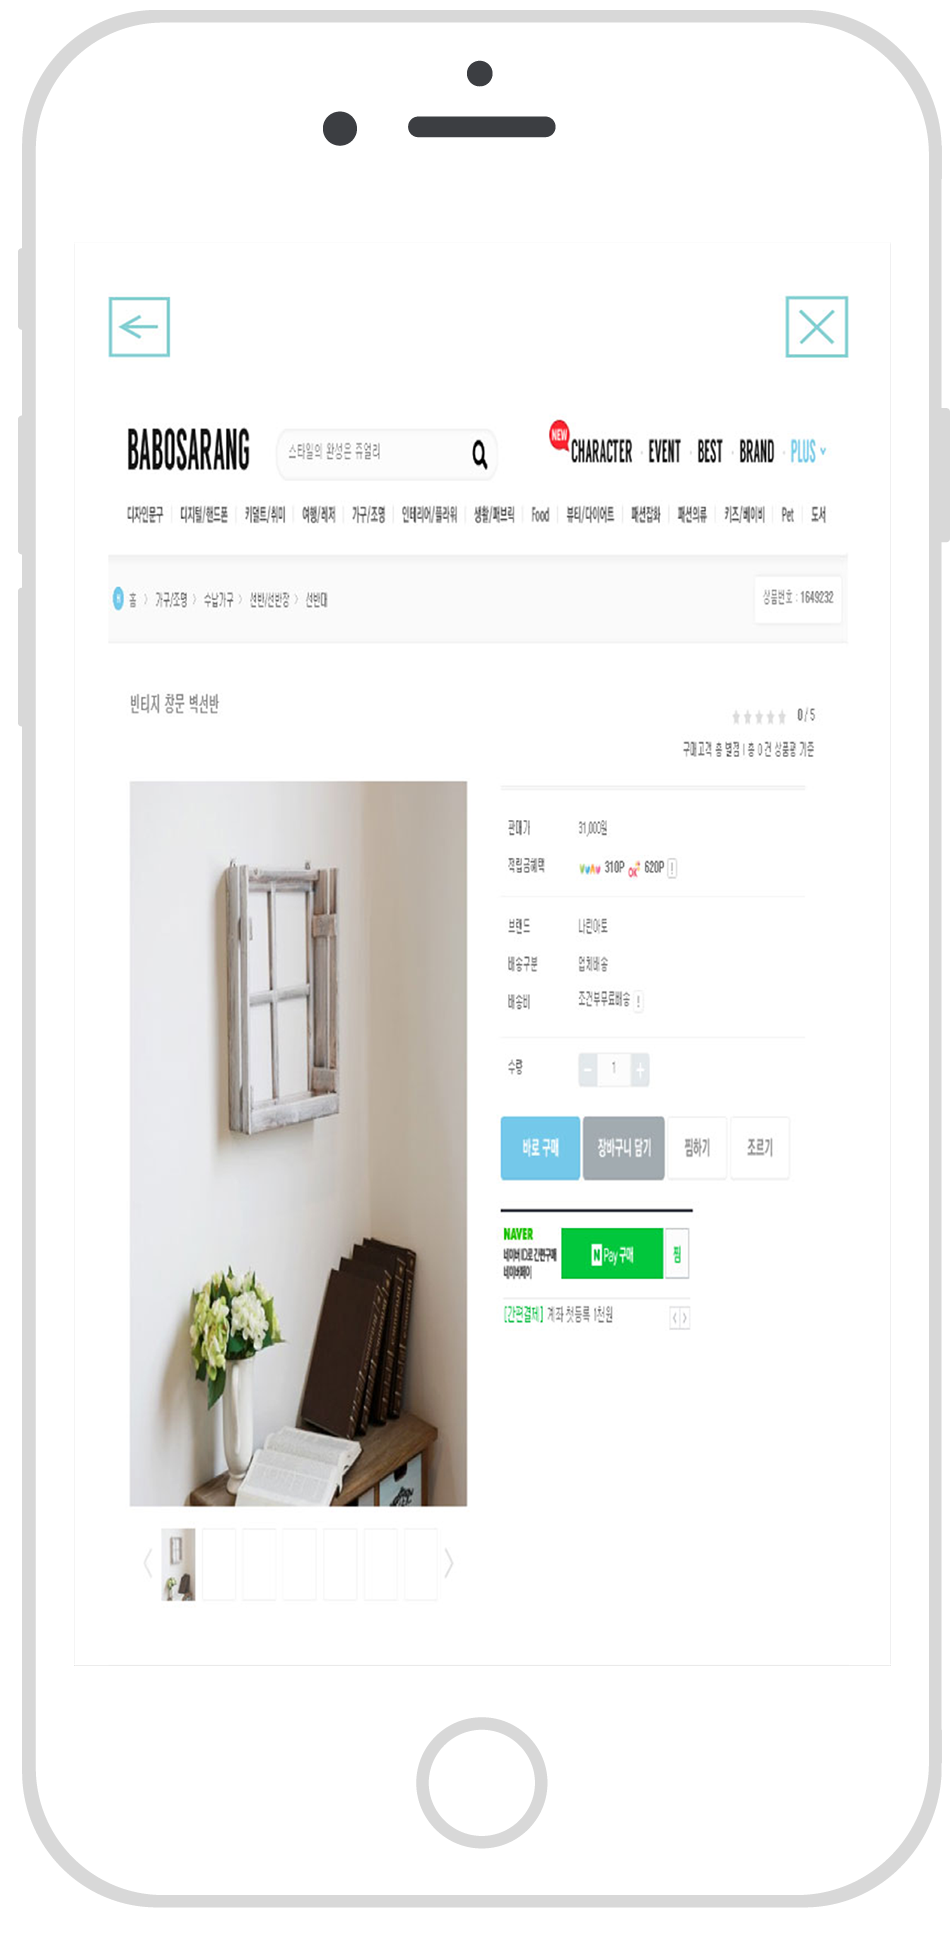 BABOSARANG
스타일의 완성은 쥬얼리
NEW
CHARACTER · EVENT · BEST · BRAND · PLUS
디자인문구 디지털/핸드폰 키덜트/취미 여행/레저 가구/조명 인테리어/플라워 생활/패브릭 Food 뷰티/다이어트 패션잡화 패션의류 키즈/베이비 Pet 도서
홈 > 가구/조명 > 수납가구 > 선반/선반장 > 선반대
상품번호 : 1649232
빈티지 창문 벽선반
0 / 5
구매고객 총 별점 l 총 0 건 상품평 기준
판매가 31,000원
적립금혜택 310P OK 620P !
브랜드 나린아토
배송구분 업체배송
배송비 조건부무료배송 !
수량 - 1 +
바로 구매 장바구니 담기 찜하기 조르기
NAVER
네이버 ID로 간편구매
네이버페이
N Pay 구매 찜
[간편결제] 계좌 첫등록 1천원